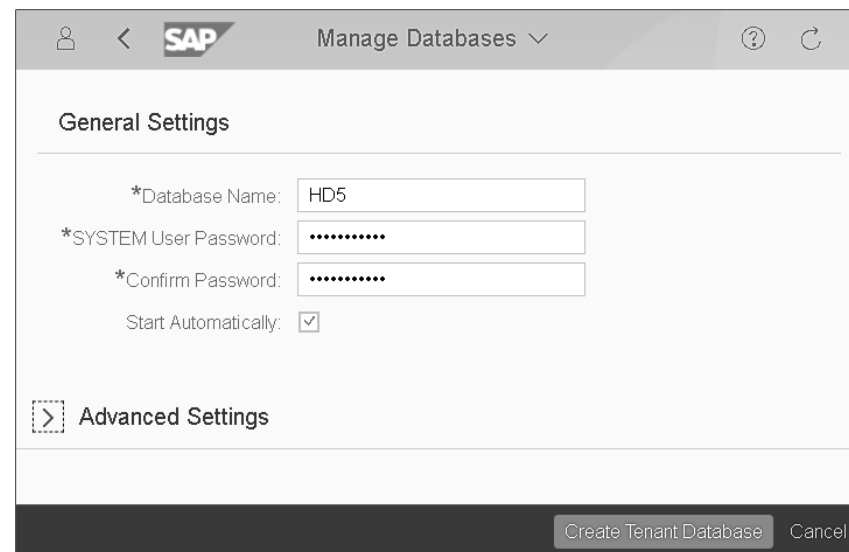 SAP Manage Databases
General Settings
*Database Name: HD5
*SYSTEM User Password: •••••••••••
*Confirm Password: •••••••••••
Start Automatically:
Advanced Settings
Create Tenant Database Cancel